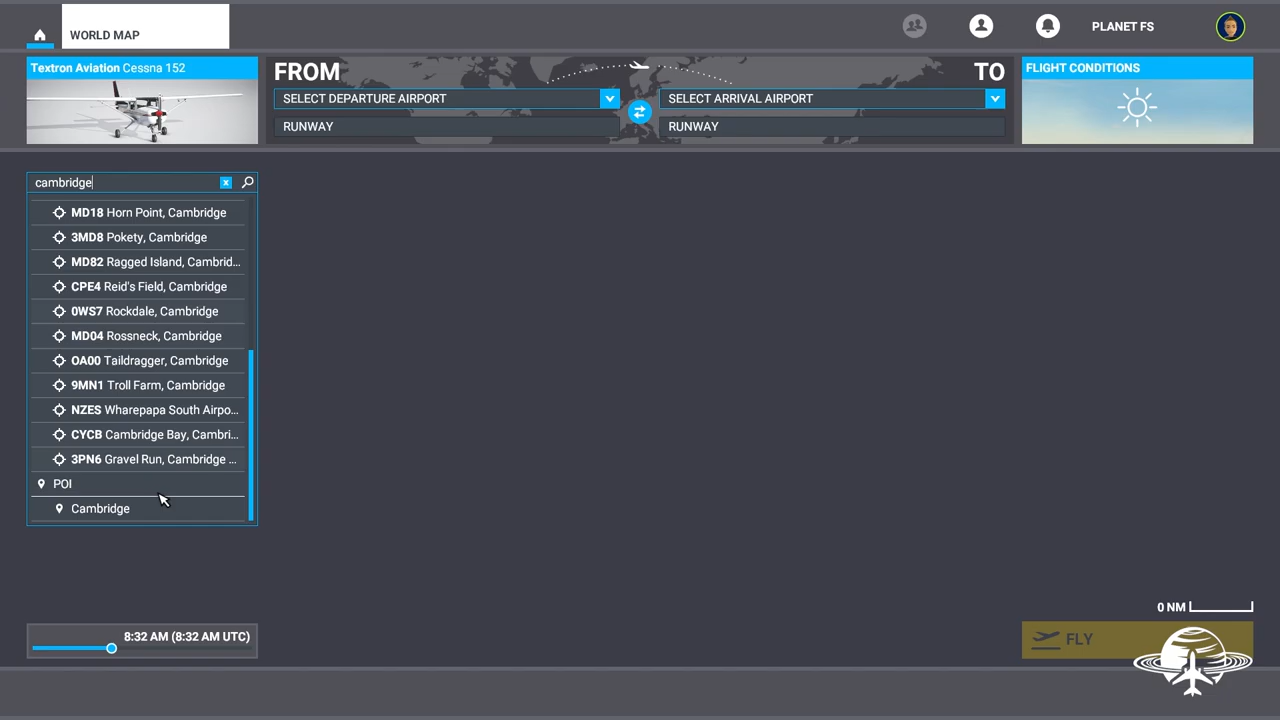 WORLD MAP
PLANET FS
Textron Aviation Cessna 152
FROM
TO
SELECT DEPARTURE AIRPORT
RUNWAY
SELECT ARRIVAL AIRPORT
RUNWAY
FLIGHT CONDITIONS
cambridge
x
MD18 Horn Point, Cambridge
3MD8 Pokety, Cambridge
MD82 Ragged Island, Cambrid...
CPE4 Reid's Field, Cambridge
0WS7 Rockdale, Cambridge
MD04 Rossneck, Cambridge
OA00 Taildragger, Cambridge
9MN1 Troll Farm, Cambridge
NZES Wharepapa South Airpo...
CYCB Cambridge Bay, Cambri...
3PN6 Gravel Run, Cambridge ...
POI
Cambridge
8:32 AM (8:32 AM UTC)
0 NM
FLY